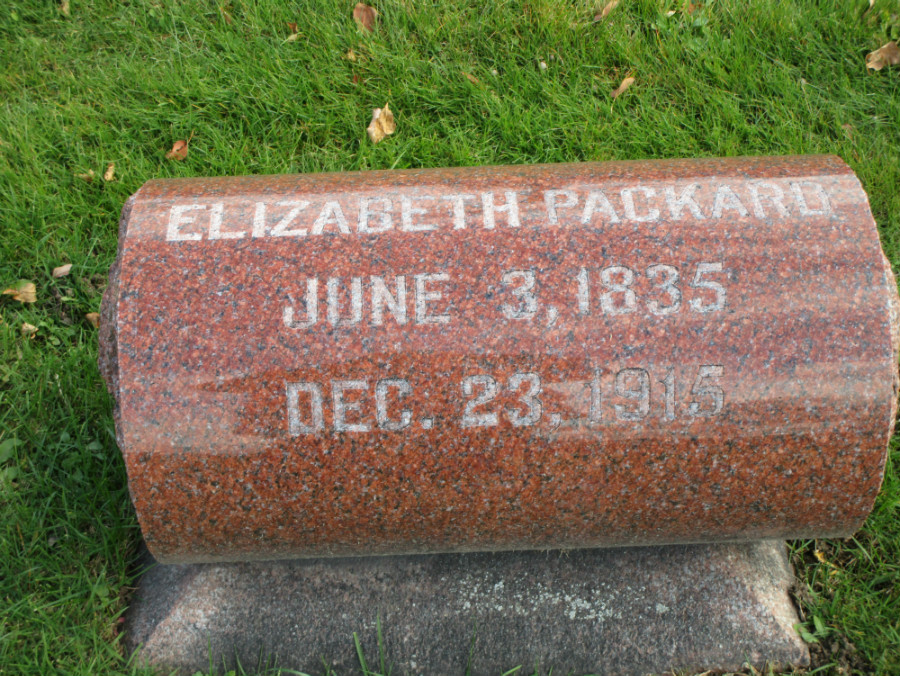 ELIZABETH PACKARD
JUNE 3, 1835
DEC. 23, 1915